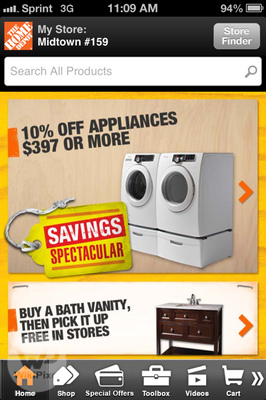 Sprint 3G 11:09 AM 94%
THE HOME DEPOT
My Store:
Midtown #159
Store Finder
Search All Products
10% OFF APPLIANCES
$397 OR MORE
SAVINGS
SPECTACULAR
BUY A BATH VANITY,
THEN PICK IT UP
FREE IN STORES
Home Shop Special Offers Toolbox Videos Cart